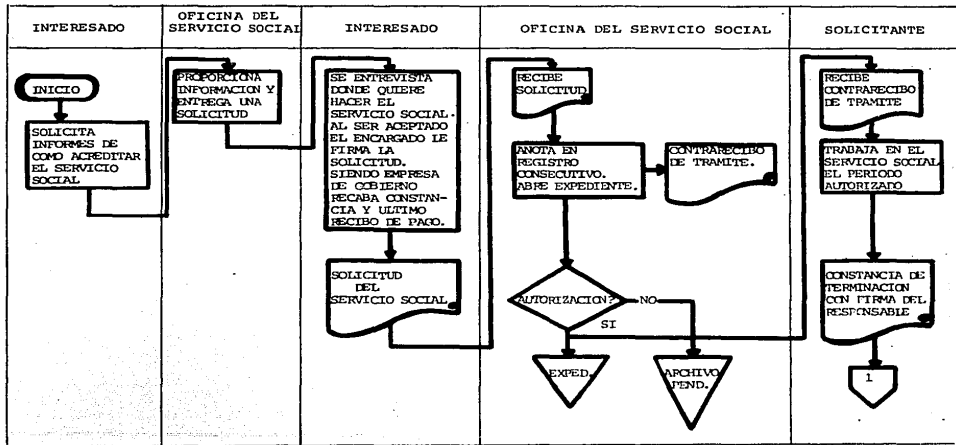 INTERESADO
OFICINA DEL
SERVICIO SOCIAL
INTERESADO
OFICINA DEL SERVICIO SOCIAL
SOLICITANTE
INICIO
SOLICITA
INFORMES DE
COMO ACREDITAR
EL SERVICIO
SOCIAL
PROPORCIONA
INFORMACION Y
ENTREGA UNA
SOLICITUD
SE ENTREVISTA
DONDE QUIERE
HACER EL
SERVICIO SOCIAL.
AL SER ACEPTADO
EL ENCARGADO LE
FIRMA LA
SOLICITUD.
SIENDO EMPRESA
DE GOBIERNO
RECABA CONSTAN-
CIA Y ULTIMO
RECIBO DE PAGO.
SOLICITUD
DEL
SERVICIO SOCIAL
RECIBE
SOLICITUD
ANOTA EN
REGISTRO
CONSECUTIVO.
ABRE EXPEDIENTE.
CONTRARECIBO
DE TRAMITE.
AUTORIZACION?
NO
SI
EXPED.
ARCHIVO
PEND.
RECIBE
CONTRARECIBO
DE TRAMITE
TRABAJA EN EL
SERVICIO SOCIAL
EL PERIODO
AUTORIZADO
CONSTANCIA DE
TERMINACION
CON FIRMA DEL
RESPONSABLE
1